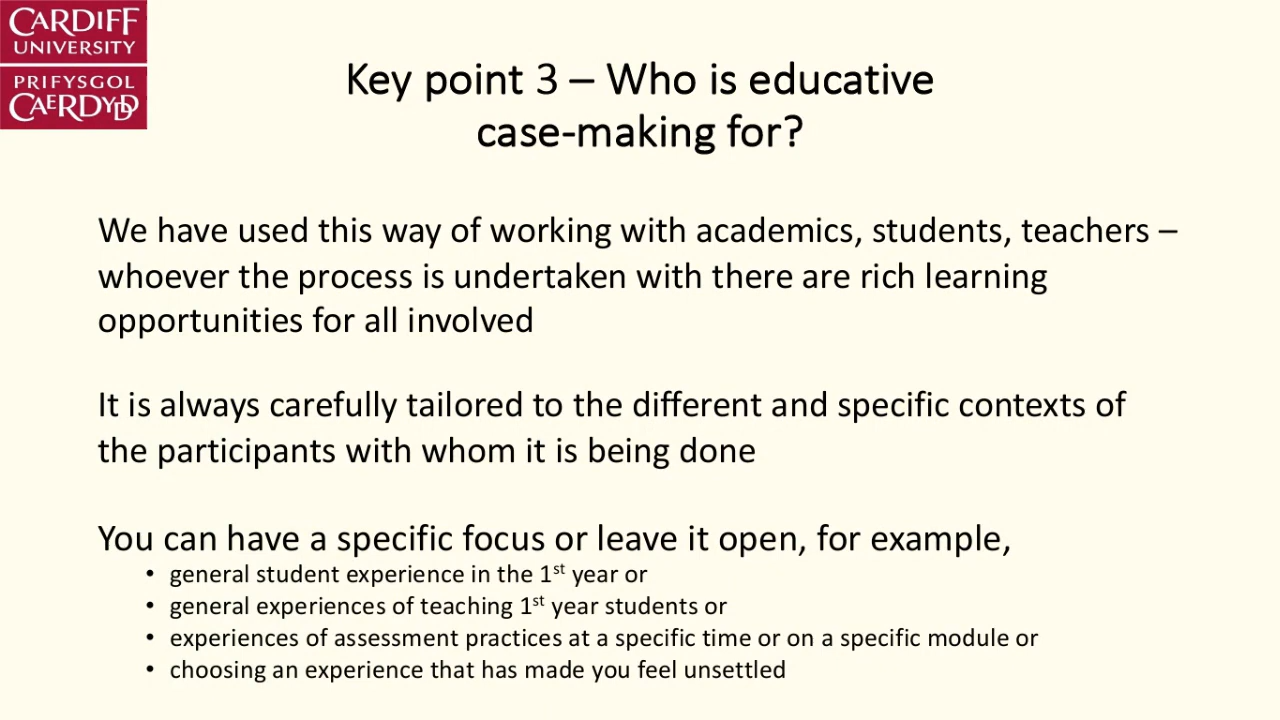 CARDIFF
UNIVERSITY
PRIFYSGOL
CAERDYDD
Key point 3 – Who is educative
case-making for?
We have used this way of working with academics, students, teachers –
whoever the process is undertaken with there are rich learning
opportunities for all involved
It is always carefully tailored to the different and specific contexts of
the participants with whom it is being done
You can have a specific focus or leave it open, for example,
• general student experience in the 1st year or
• general experiences of teaching 1st year students or
• experiences of assessment practices at a specific time or on a specific module or
• choosing an experience that has made you feel unsettled